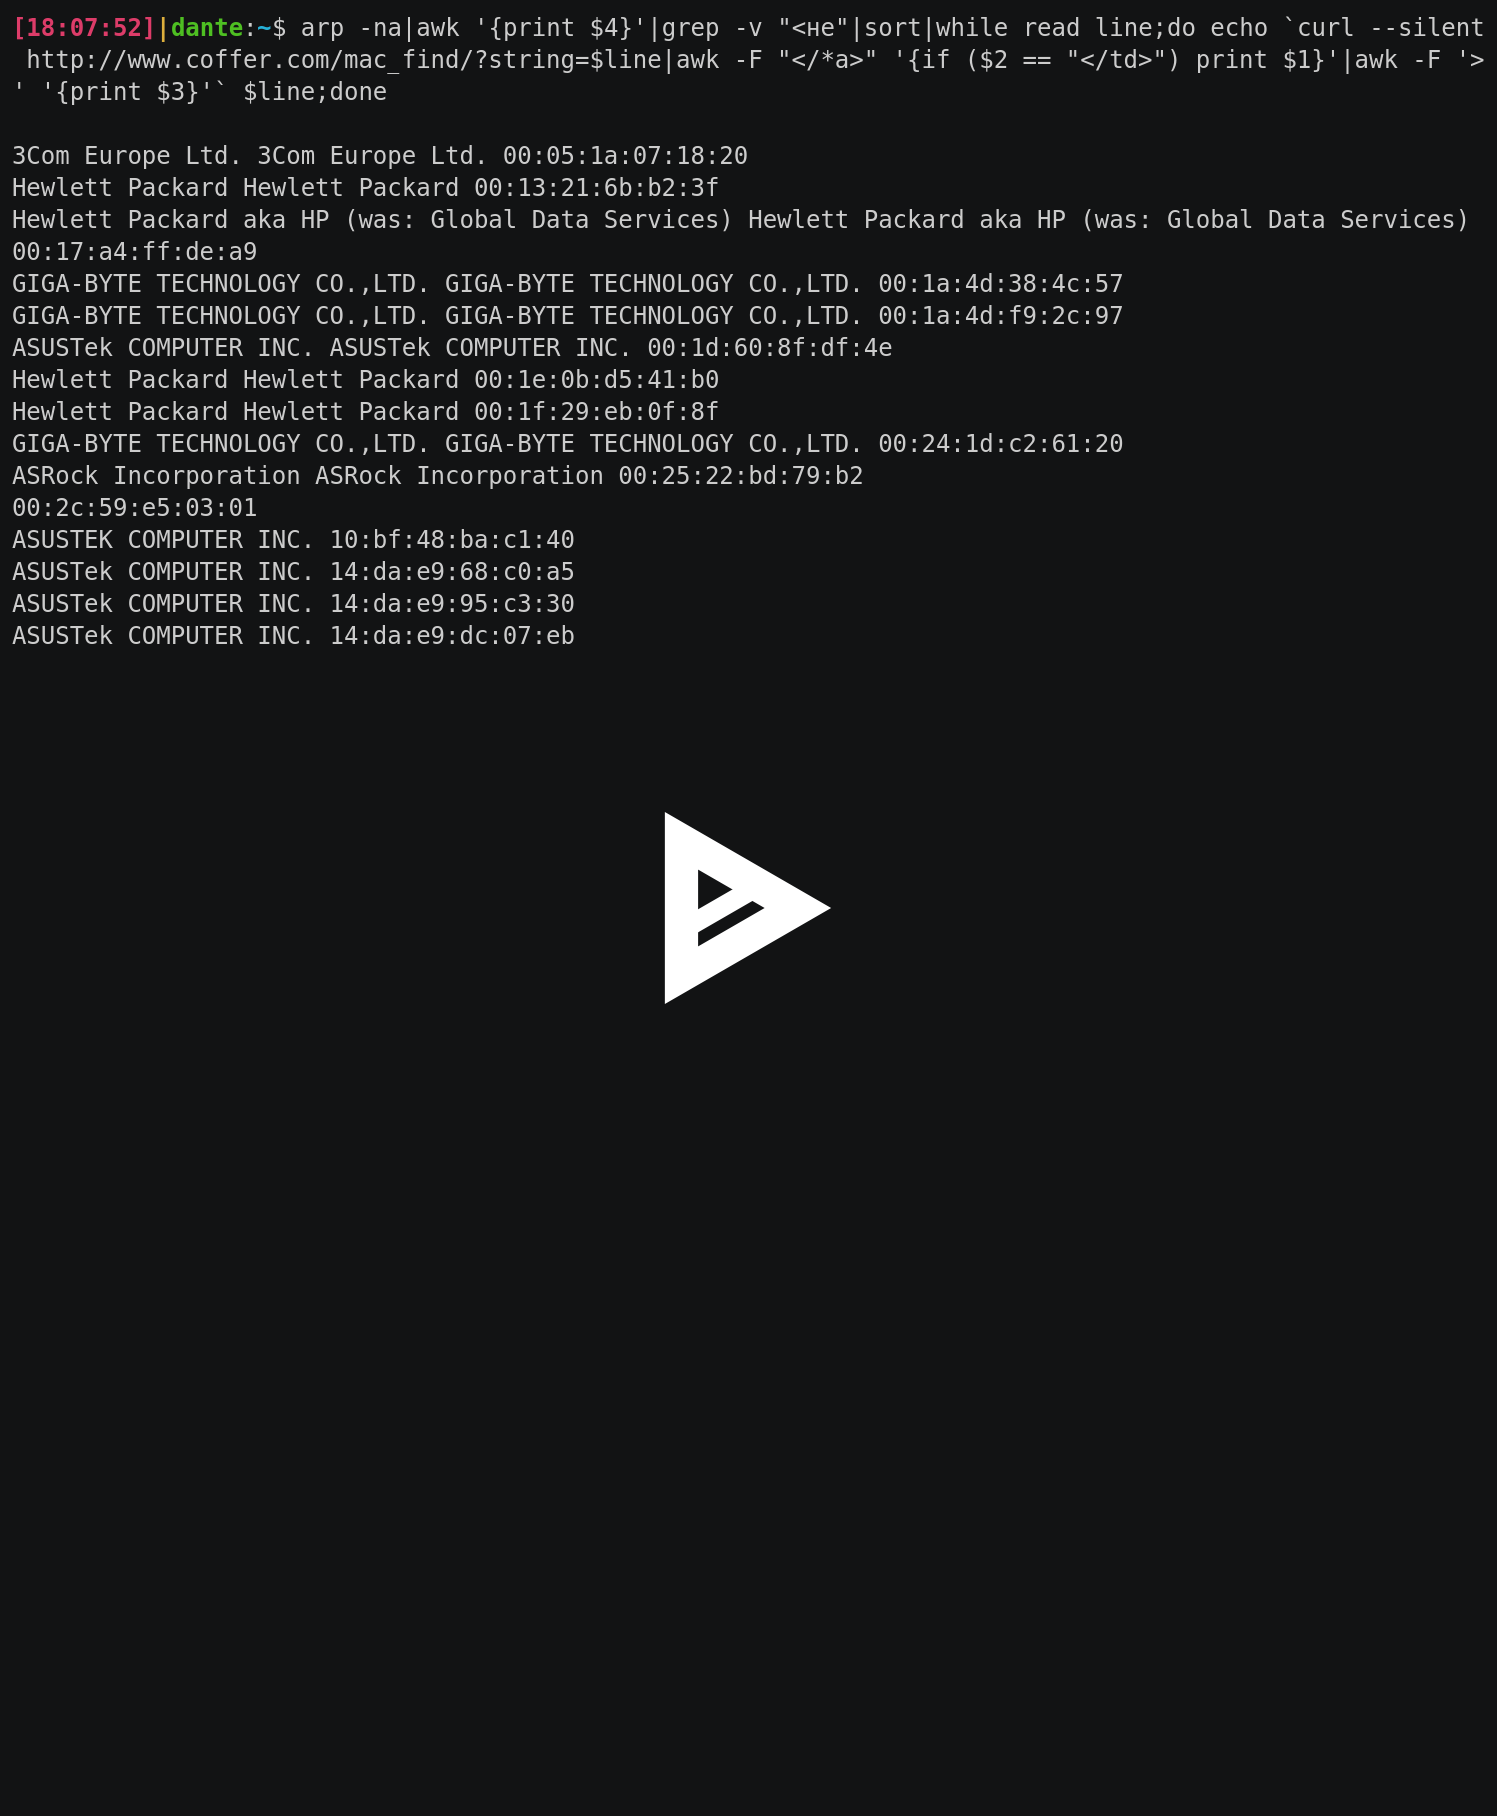 [18:07:52]|dante:~$ arp -na|awk '{print $4}'|grep -v "<не"|sort|while read line;do echo `curl --silent
 http://www.coffer.com/mac_find/?string=$line|awk -F "</*a>" '{if ($2 == "</td>") print $1}'|awk -F '>
' '{print $3}'` $line;done

3Com Europe Ltd. 3Com Europe Ltd. 00:05:1a:07:18:20
Hewlett Packard Hewlett Packard 00:13:21:6b:b2:3f
Hewlett Packard aka HP (was: Global Data Services) Hewlett Packard aka HP (was: Global Data Services)
00:17:a4:ff:de:a9
GIGA-BYTE TECHNOLOGY CO.,LTD. GIGA-BYTE TECHNOLOGY CO.,LTD. 00:1a:4d:38:4c:57
GIGA-BYTE TECHNOLOGY CO.,LTD. GIGA-BYTE TECHNOLOGY CO.,LTD. 00:1a:4d:f9:2c:97
ASUSTek COMPUTER INC. ASUSTek COMPUTER INC. 00:1d:60:8f:df:4e
Hewlett Packard Hewlett Packard 00:1e:0b:d5:41:b0
Hewlett Packard Hewlett Packard 00:1f:29:eb:0f:8f
GIGA-BYTE TECHNOLOGY CO.,LTD. GIGA-BYTE TECHNOLOGY CO.,LTD. 00:24:1d:c2:61:20
ASRock Incorporation ASRock Incorporation 00:25:22:bd:79:b2
00:2c:59:e5:03:01
ASUSTEK COMPUTER INC. 10:bf:48:ba:c1:40
ASUSTek COMPUTER INC. 14:da:e9:68:c0:a5
ASUSTek COMPUTER INC. 14:da:e9:95:c3:30
ASUSTek COMPUTER INC. 14:da:e9:dc:07:eb